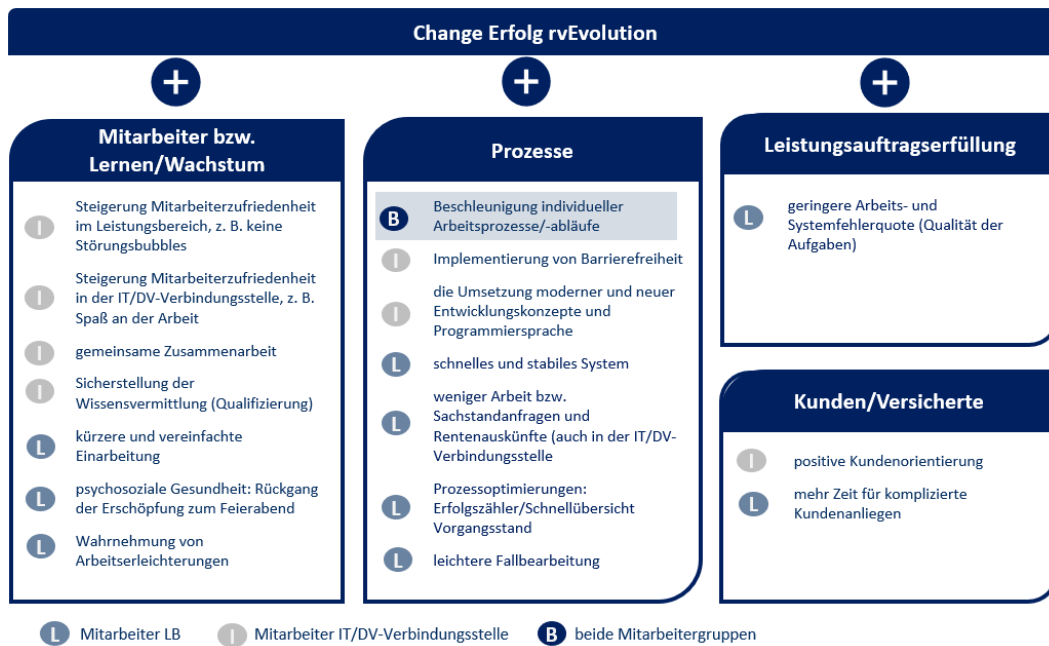 Change Erfolg rvEvolution
+
+
+
Mitarbeiter bzw.
Lernen/Wachstum
I
Steigerung Mitarbeiterzufriedenheit
im Leistungsbereich, z. B. keine
Störungsbubbles
I
Steigerung Mitarbeiterzufriedenheit
in der IT/DV-Verbindungsstelle, z. B.
Spaß an der Arbeit
I
gemeinsame Zusammenarbeit
I
Sicherstellung der
Wissensvermittlung (Qualifizierung)
L
kürzere und vereinfachte
Einarbeitung
L
psychosoziale Gesundheit: Rückgang
der Erschöpfung zum Feierabend
L
Wahrnehmung von
Arbeitserleichterungen
Prozesse
B
Beschleunigung individueller
Arbeitsprozesse/-abläufe
I
Implementierung von Barrierefreiheit
I
die Umsetzung moderner und neuer
Entwicklungskonzepte und
Programmiersprache
L
schnelles und stabiles System
L
weniger Arbeit bzw.
Sachstandanfragen und
Rentenauskünfte (auch in der IT/DV-
Verbindungsstelle
L
Prozessoptimierungen:
Erfolgszähler/Schnellübersicht
Vorgangsstand
L
leichtere Fallbearbeitung
Leistungsauftragserfüllung
L
geringere Arbeits- und
Systemfehlerquote (Qualität der
Aufgaben)
Kunden/Versicherte
I
positive Kundenorientierung
L
mehr Zeit für komplizierte
Kundenanliegen
L Mitarbeiter LB
I Mitarbeiter IT/DV-Verbindungsstelle
B beide Mitarbeitergruppen